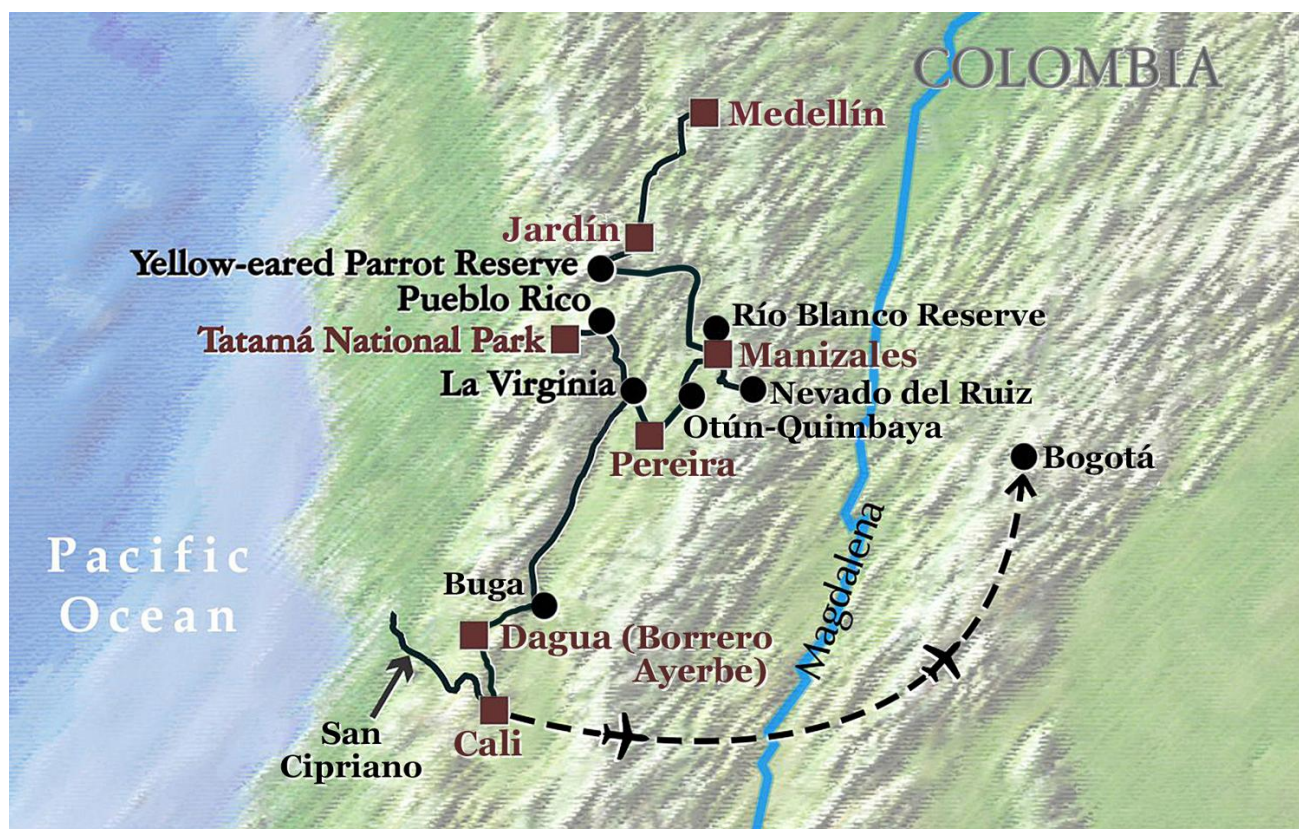 COLOMBIA
Medellín
Jardín
Yellow-eared Parrot Reserve
Pueblo Rico
Río Blanco Reserve
Tatamá National Park
Manizales
La Virginia
Nevado del Ruiz
Otún-Quimbaya
Pereira
Bogotá
Magdalena
Pacific
Ocean
Buga
Dagua (Borrero
Ayerbe)
San
Cipriano
Cali